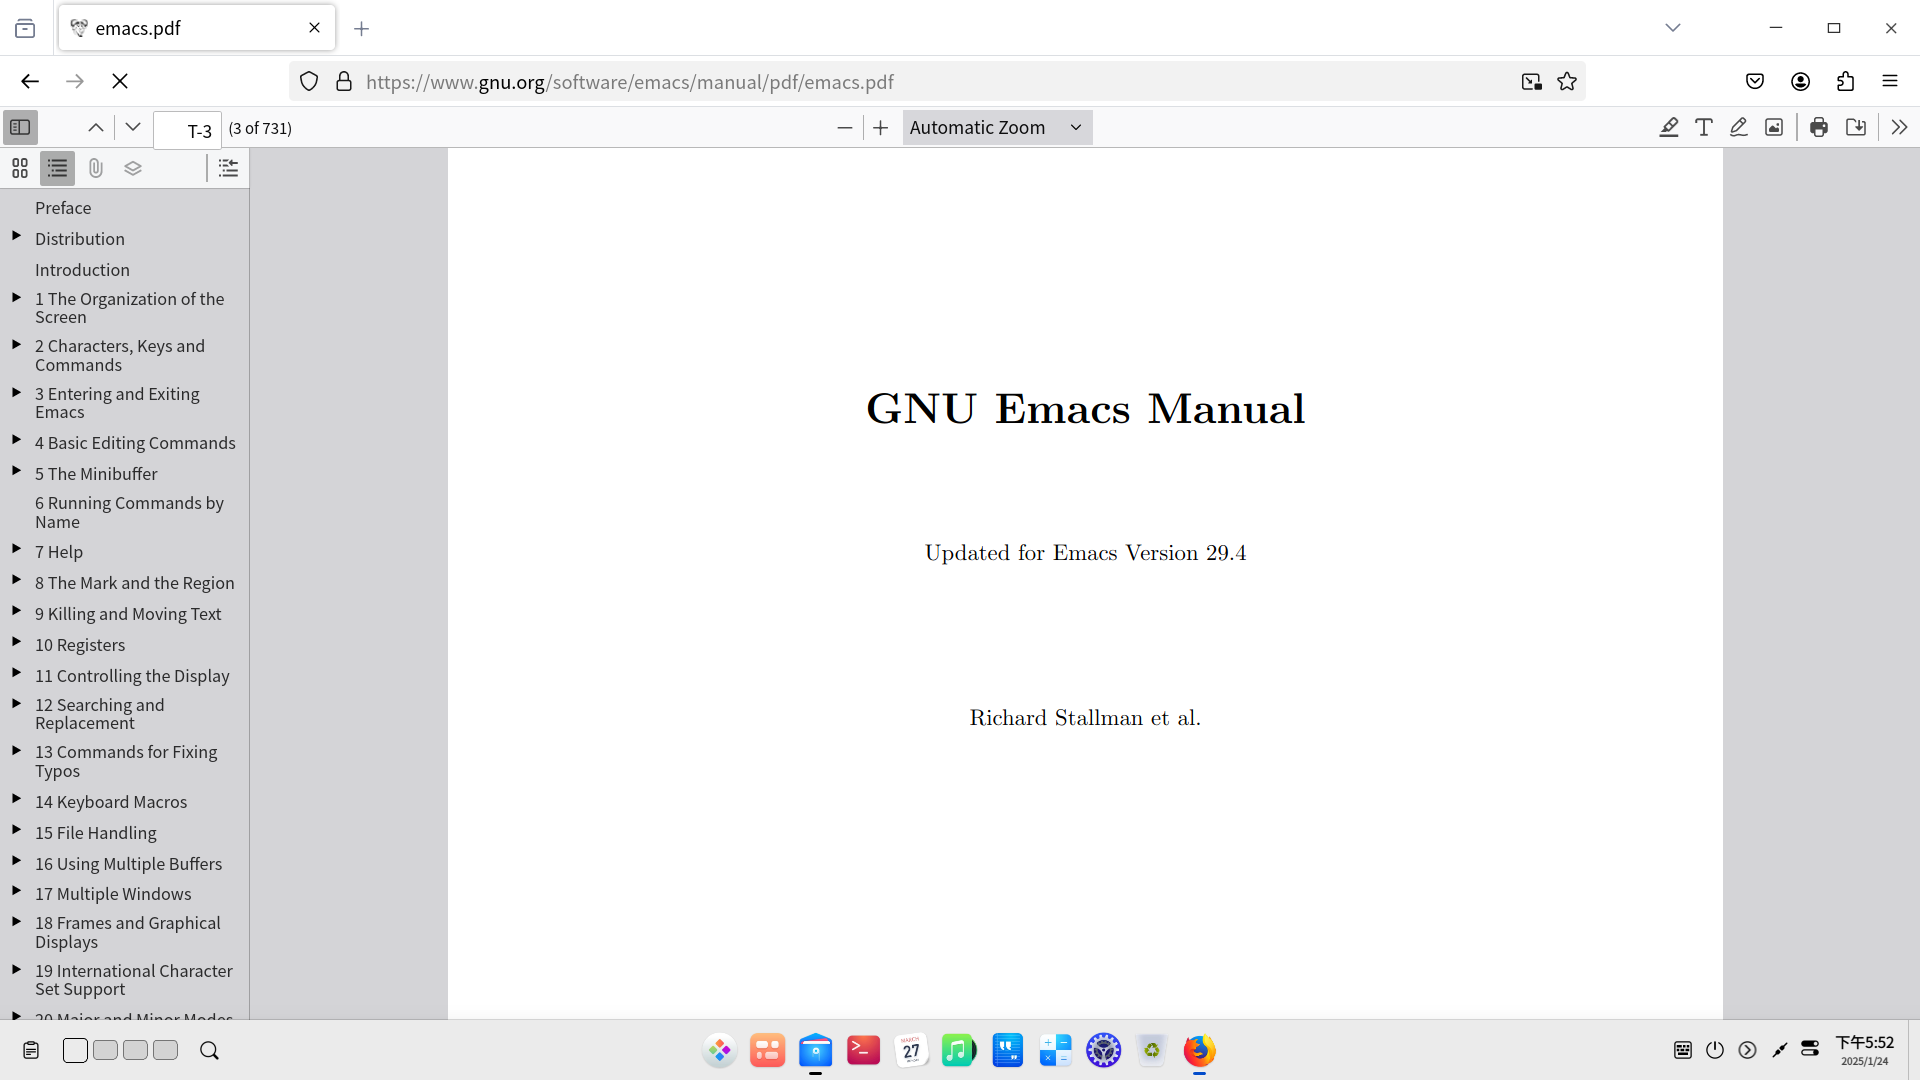 emacs.pdf
https://www.gnu.org/software/emacs/manual/pdf/emacs.pdf
T-3 (3 of 731)
Automatic Zoom
Preface
Distribution
Introduction
1 The Organization of the
Screen
2 Characters, Keys and
Commands
3 Entering and Exiting
Emacs
4 Basic Editing Commands
5 The Minibuffer
6 Running Commands by
Name
7 Help
8 The Mark and the Region
9 Killing and Moving Text
10 Registers
11 Controlling the Display
12 Searching and
Replacement
13 Commands for Fixing
Typos
14 Keyboard Macros
15 File Handling
16 Using Multiple Buffers
17 Multiple Windows
18 Frames and Graphical
Displays
19 International Character
Set Support
20 Major and Minor Modes
GNU Emacs Manual
Updated for Emacs Version 29.4
Richard Stallman et al.
MARCH
27
下午5:52
2025/1/24